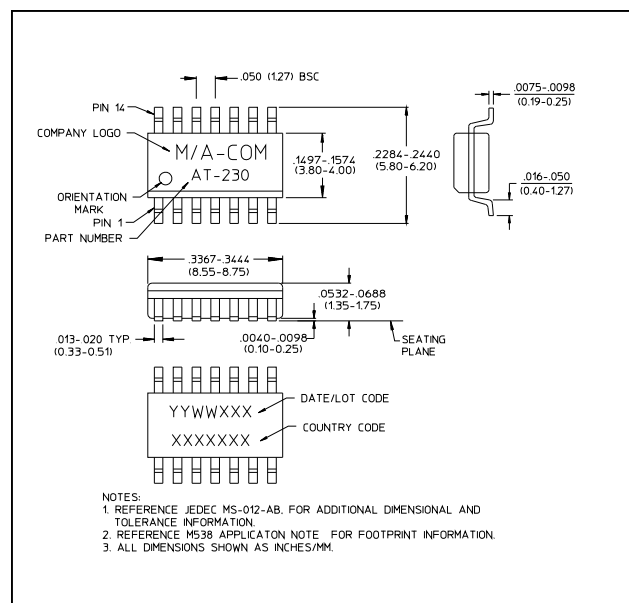 .050 (1.27) BSC
.0075-.0098
(0.19-0.25)
PIN 14
COMPANY LOGO
M/A-COM
AT-230
.1497-.1574
(3.80-4.00)
.2284-.2440
(5.80-6.20)
.016-.050
(0.40-1.27)
ORIENTATION
MARK
PIN 1
PART NUMBER
.3367-.3444
(8.55-8.75)
.0532-.0688
(1.35-1.75)
.013-.020 TYP.
(0.33-0.51)
.0040-.0098
(0.10-0.25)
SEATING
PLANE
YYWWXXX
DATE/LOT CODE
XXXXXXX
COUNTRY CODE
NOTES:
1. REFERENCE JEDEC MS-012-AB, FOR ADDITIONAL DIMENSIONAL AND
TOLERANCE INFORMATION.
2. REFERENCE M538 APPLICATON NOTE FOR FOOTPRINT INFORMATION.
3. ALL DIMENSIONS SHOWN AS INCHES/MM.